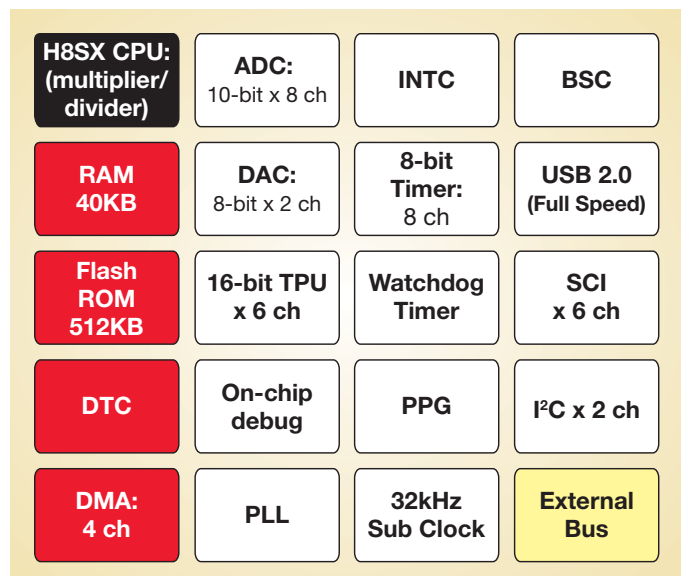 H8SX CPU:
(multiplier/
divider)
ADC:
10-bit x 8 ch
INTC
BSC
RAM
40KB
DAC:
8-bit x 2 ch
8-bit
Timer:
8 ch
USB 2.0
(Full Speed)
Flash
ROM
512KB
16-bit TPU
x 6 ch
Watchdog
Timer
SCI
x 6 ch
DTC
On-chip
debug
PPG
I²C x 2 ch
DMA:
4 ch
PLL
32kHz
Sub Clock
External
Bus